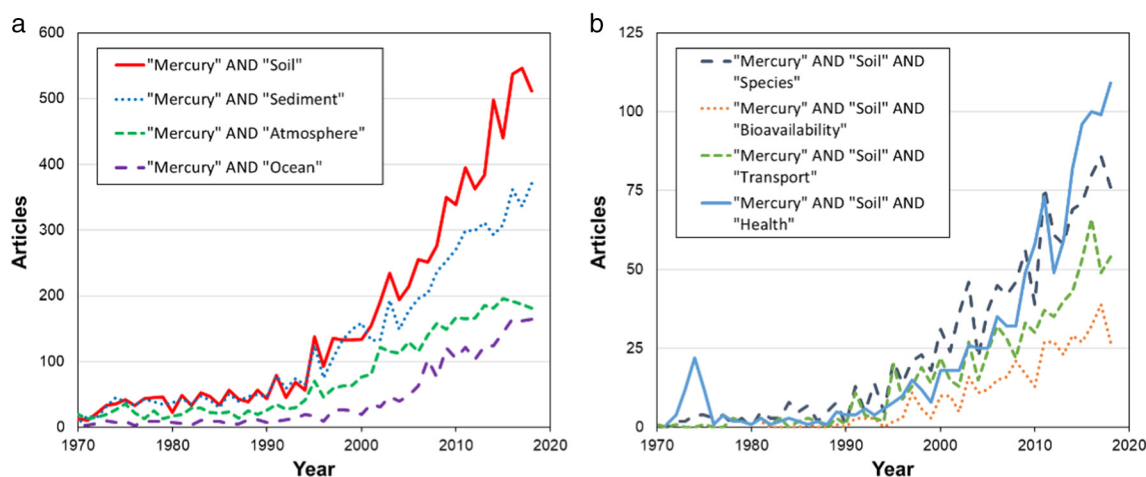 a
600
500
400
300
200
100
0
Articles
"Mercury" AND "Soil"
"Mercury" AND "Sediment"
"Mercury" AND "Atmosphere"
"Mercury" AND "Ocean"
1970 1980 1990 2000 2010 2020
Year
b
125
100
75
50
25
0
Articles
"Mercury" AND "Soil" AND
"Species"
"Mercury" AND "Soil" AND
"Bioavailability"
"Mercury" AND "Soil" AND
"Transport"
"Mercury" AND "Soil" AND
"Health"
1970 1980 1990 2000 2010 2020
Year